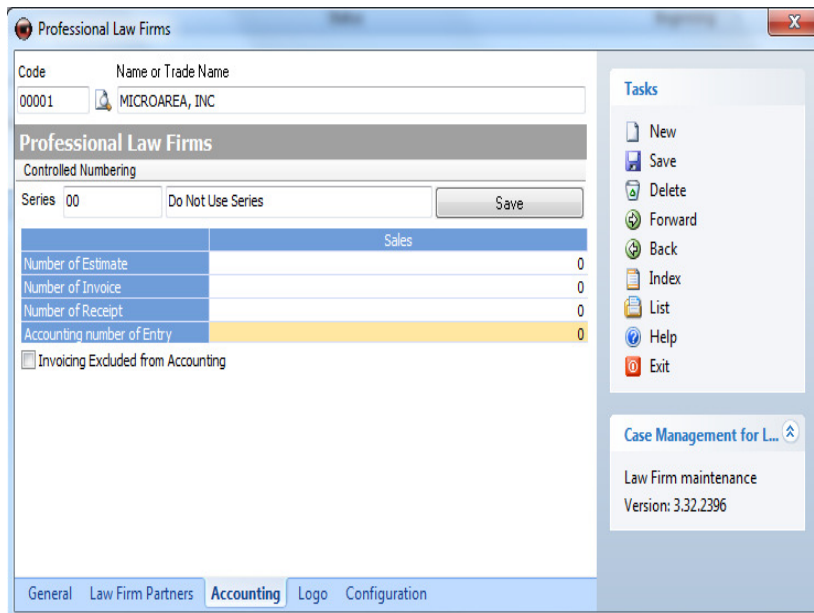 Professional Law Firms
Code Name or Trade Name
00001 MICROAREA, INC
Professional Law Firms
Controlled Numbering
Series 00 Do Not Use Series Save
Sales
Number of Estimate 0
Number of Invoice 0
Number of Receipt 0
Accounting number of Entry 0
Invoicing Excluded from Accounting
General Law Firm Partners Accounting Logo Configuration
Tasks
New
Save
Delete
Forward
Back
Index
List
Help
Exit
Case Management for L...
Law Firm maintenance
Version: 3.32.2396